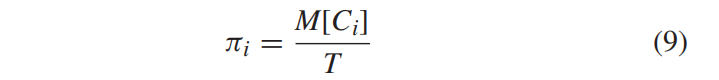 π_i = M[C_i] / T (9)